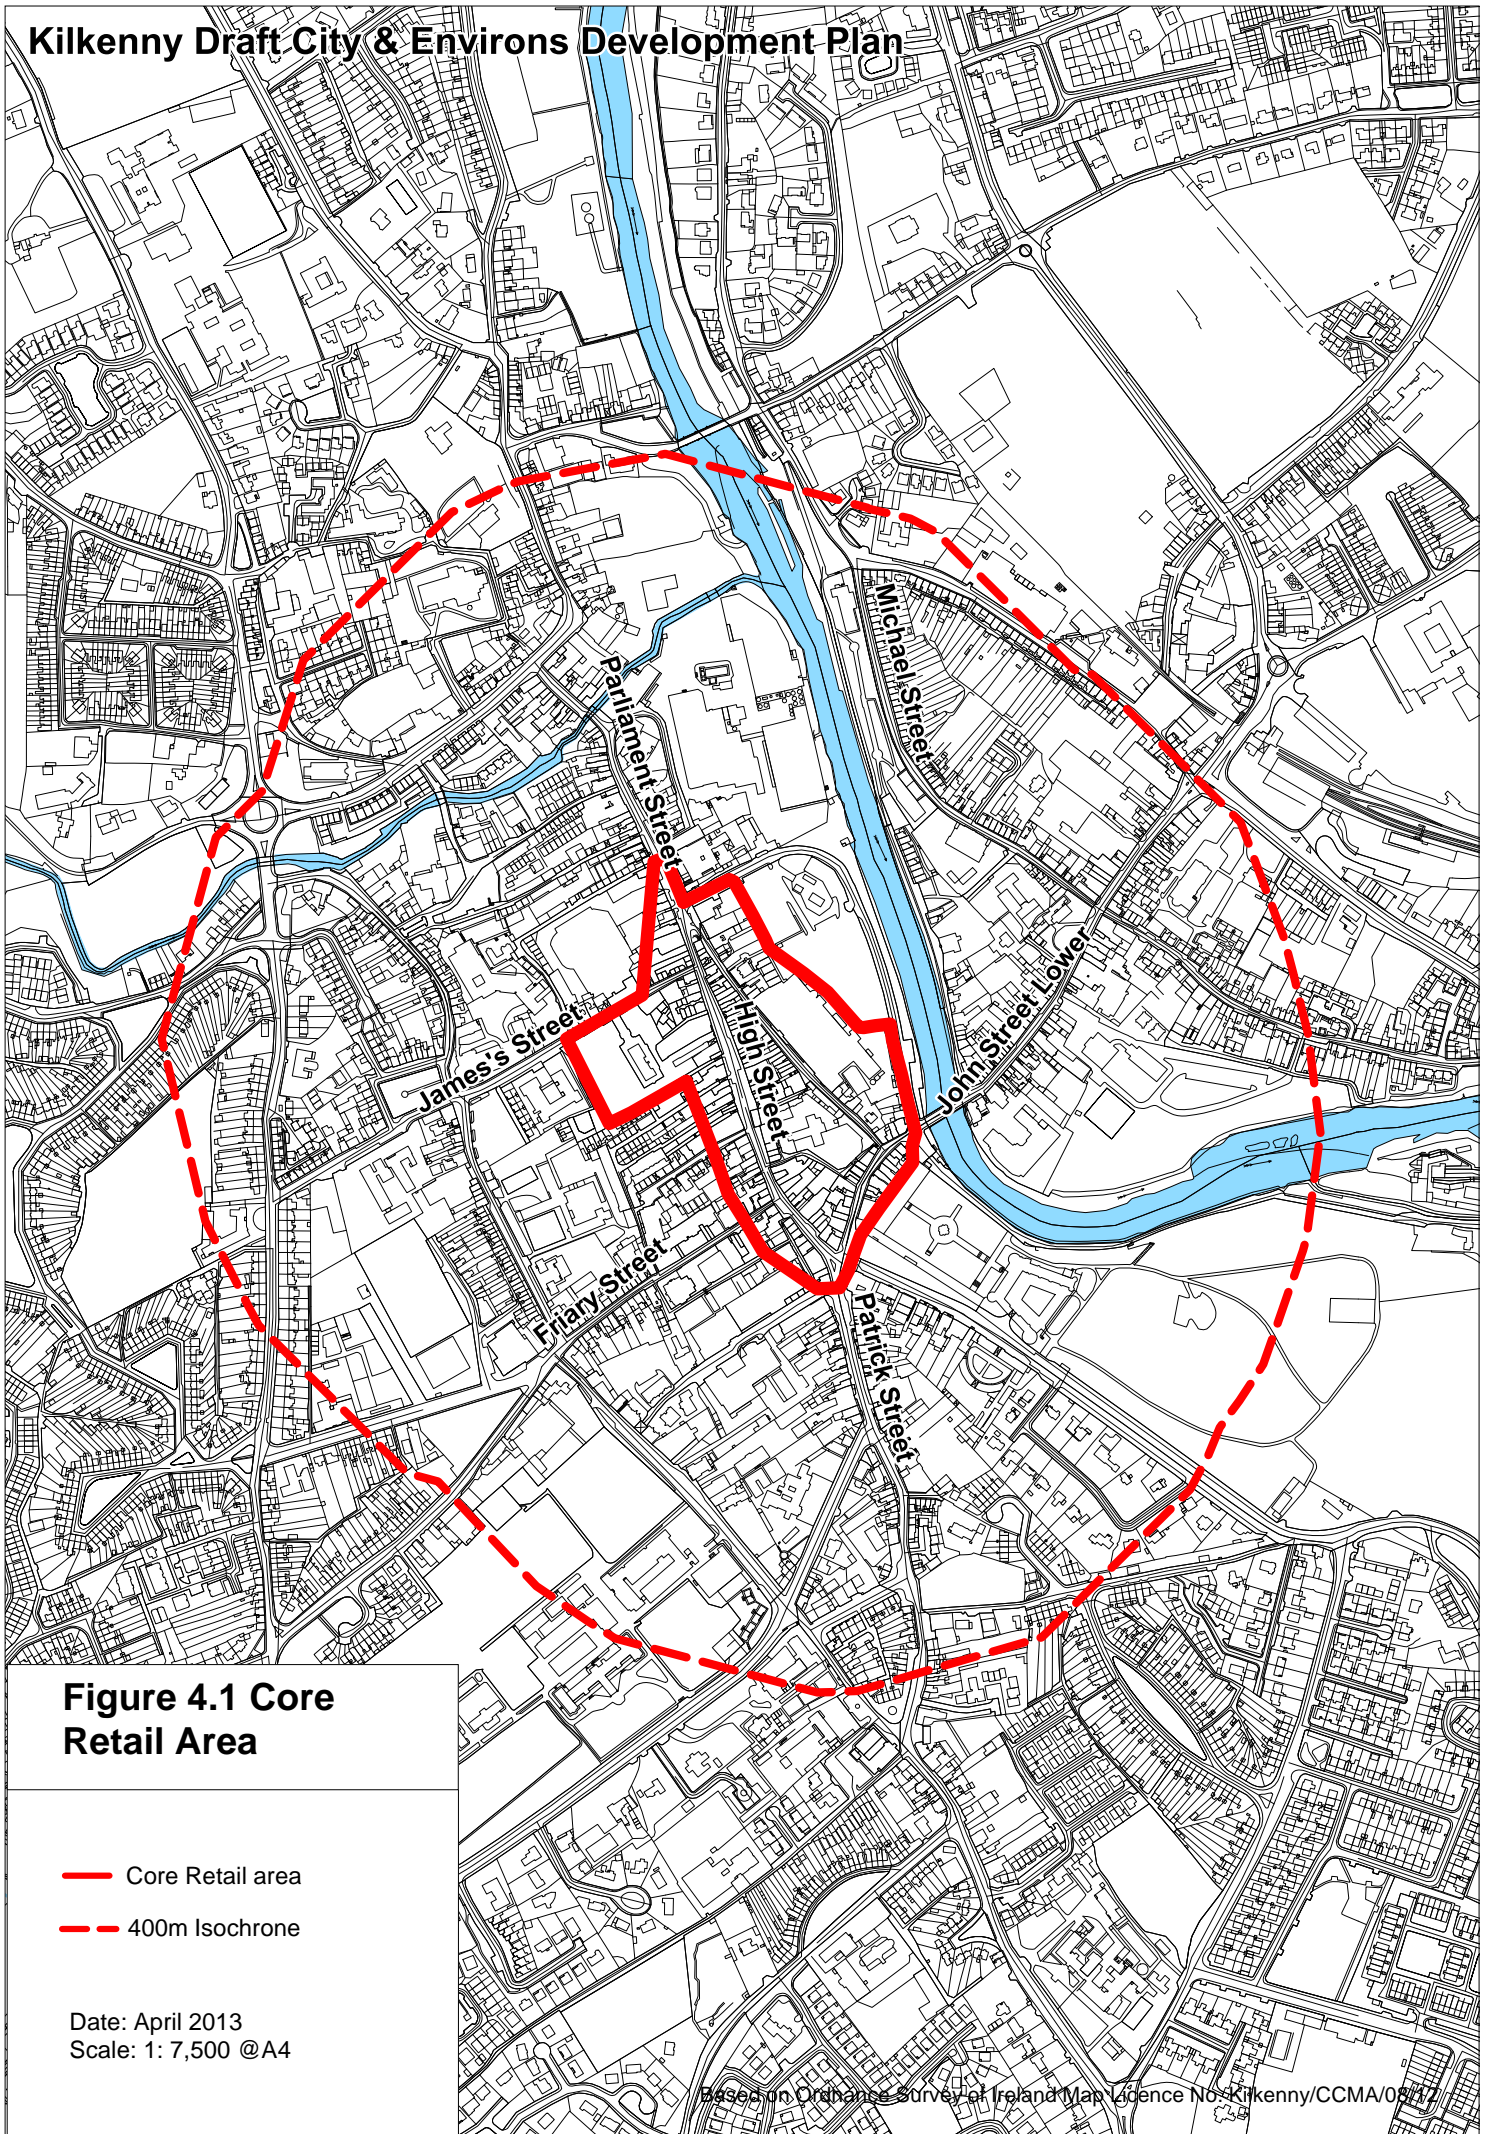 Kilkenny Draft City & Environs Development Plan
Michael Street
Parliament Street
High Street
John Street Lower
James's Street
Friary Street
Patrick Street
Figure 4.1 Core
Retail Area
Core Retail area
400m Isochrone
Date: April 2013
Scale: 1: 7,500 @A4
Based on Ordnance Survey of Ireland Map Licence No. Kilkenny/CCMA/08/12